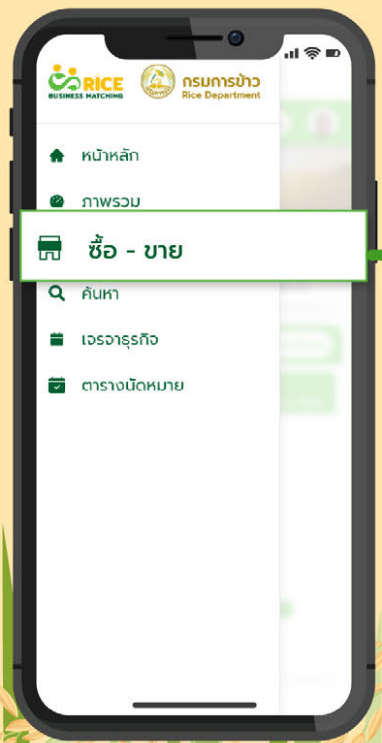 RICE
BUSINESS MATCHING
กรมการข้าว
Rice Department
หน้าหลัก
ภาพรวม
ซื้อ - ขาย
ค้นหา
เจรจาธุรกิจ
ตารางนัดหมาย